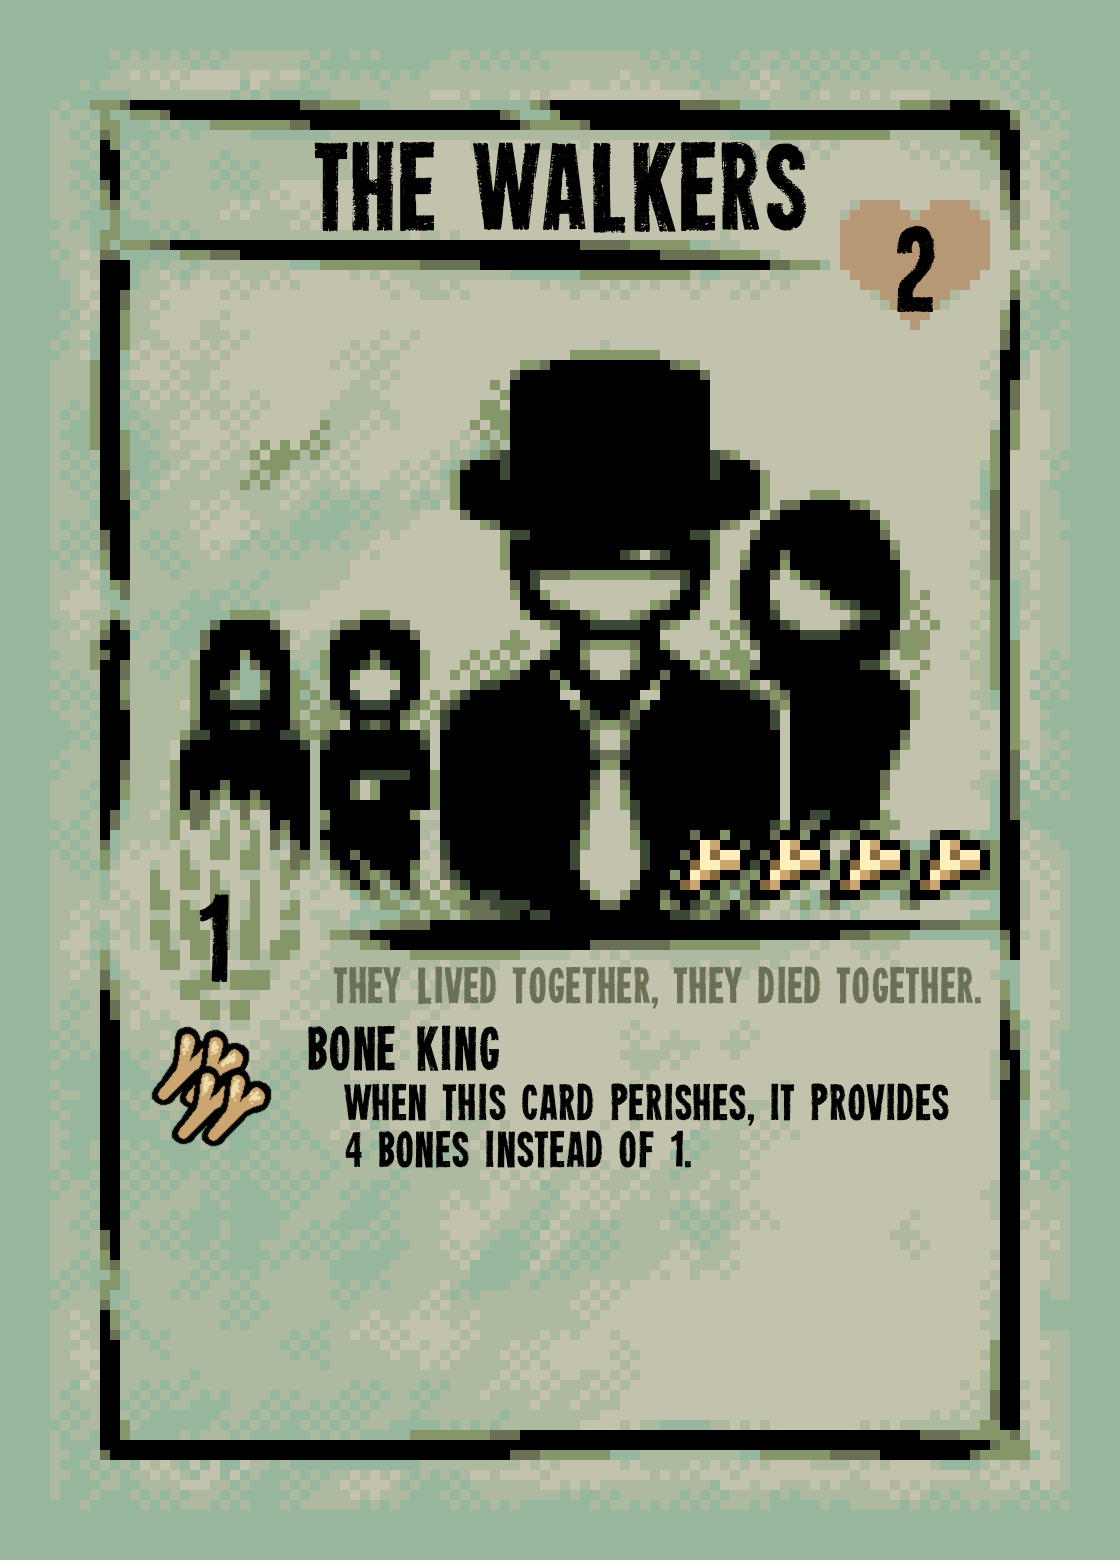 THE WALKERS
2
1
THEY LIVED TOGETHER, THEY DIED TOGETHER.
BONE KING
WHEN THIS CARD PERISHES, IT PROVIDES
4 BONES INSTEAD OF 1.